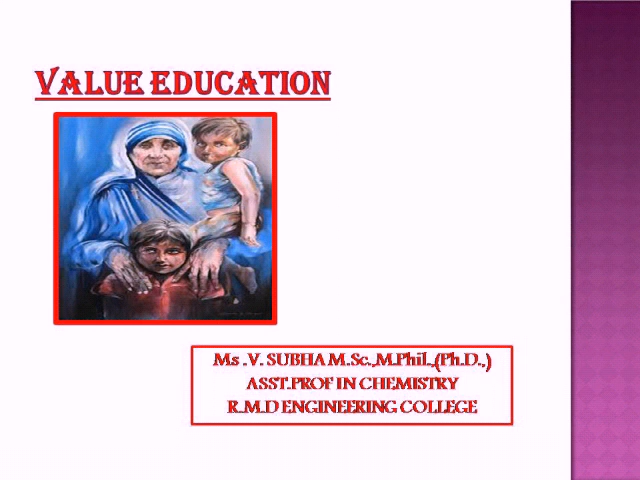 VALUE EDUCATION
Ms .V. SUBHA M.Sc.,M.Phil.,(Ph.D.,)
ASST.PROF IN CHEMISTRY
R.M.D ENGINEERING COLLEGE